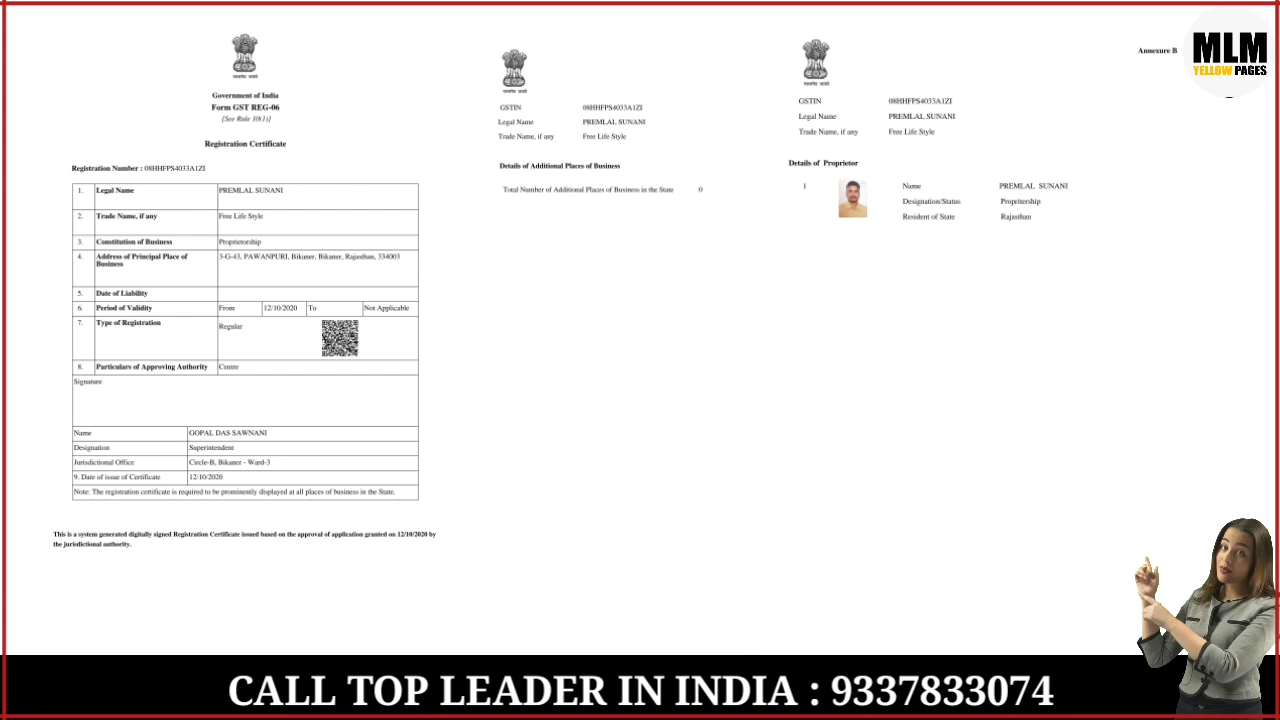 Government of India
Form GST REG-06
[See Rule 10(1)]
Registration Certificate
Registration Number : 08HHFPS4033A1ZI
1. Legal Name PREMLAL SUNANI
2. Trade Name, if any Free Life Style
3. Constitution of Business Proprietorship
4. Address of Principal Place of Business 3-G-43, PAWANPURI, Bikaner, Bikaner, Rajasthan, 334003
5. Date of Liability
6. Period of Validity From 12/10/2020 To Not Applicable
7. Type of Registration Regular
8. Particulars of Approving Authority Centre
Signature
Name GOPAL DAS SAWNANI
Designation Superintendent
Jurisdictional Office Circle-B, Bikaner - Ward-3
9. Date of issue of Certificate 12/10/2020
Note: The registration certificate is required to be prominently displayed at all places of business in the State.
This is a system generated digitally signed Registration Certificate issued based on the approval of application granted on 12/10/2020 by
the jurisdictional authority.
GSTIN 08HHFPS4033A1ZI
Legal Name PREMLAL SUNANI
Trade Name, if any Free Life Style
Details of Additional Places of Business
Total Number of Additional Places of Business in the State 0
Annexure B
GSTIN 08HHFPS4033A1ZI
Legal Name PREMLAL SUNANI
Trade Name, if any Free Life Style
Details of Proprietor
1 Name PREMLAL SUNANI
Designation/Status Propritership
Resident of State Rajasthan
MLM
YELLOW PAGES
CALL TOP LEADER IN INDIA : 9337833074